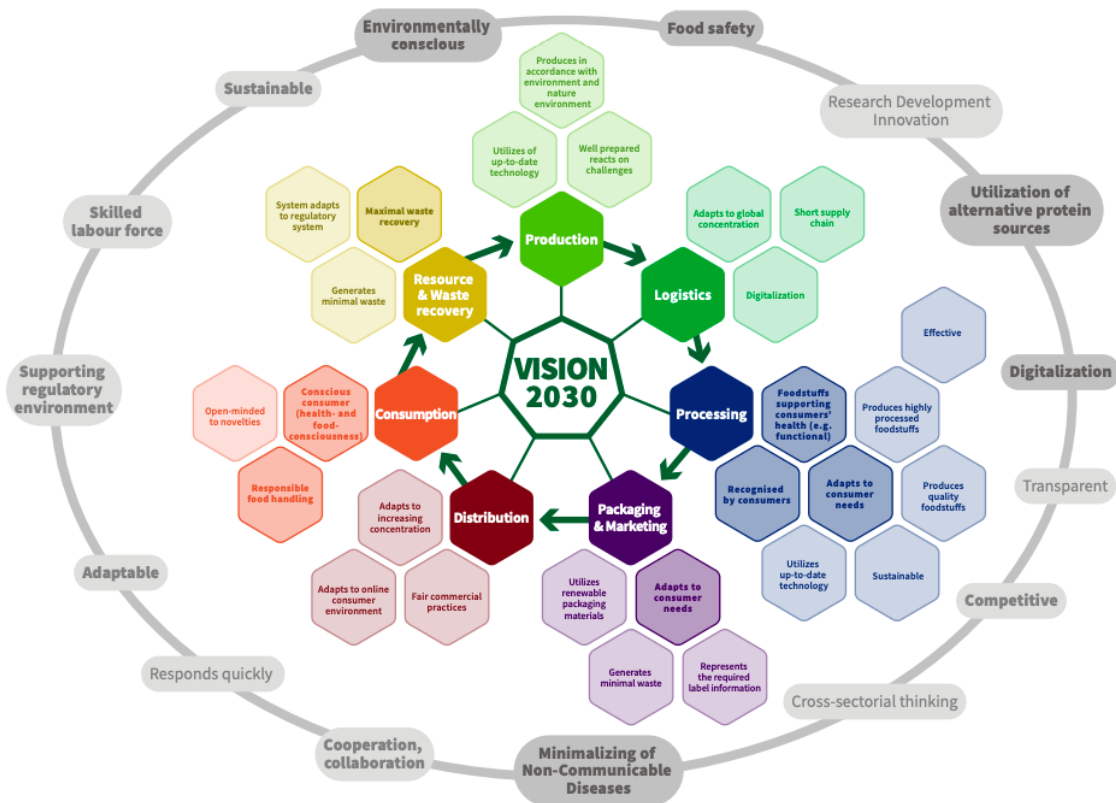 Environmentally
conscious
Food safety
Sustainable
Research Development
Innovation
Skilled
labour force
Utilization of
alternative protein
sources
Supporting
regulatory
environment
Digitalization
Transparent
Adaptable
Competitive
Responds quickly
Cross-sectorial thinking
Cooperation,
collaboration
Minimalizing of
Non-Communicable
Diseases
VISION
2030
Production
Produces in
accordance with
environment and
nature
environment
Utilizes of
up-to-date
technology
Well prepared
reacts on
challenges
Logistics
Adapts to global
concentration
Short supply
chain
Digitalization
Processing
Effective
Foodstuffs
supporting
consumers’
health (e.g.
functional)
Produces highly
processed
foodstuffs
Recognised
by consumers
Adapts to
consumer
needs
Produces
quality
foodstuffs
Utilizes
up-to-date
technology
Sustainable
Packaging
& Marketing
Utilizes
renewable
packaging
materials
Adapts to
consumer
needs
Generates
minimal waste
Represents
the required
label information
Distribution
Adapts to
increasing
concentration
Adapts to online
consumer
environment
Fair commercial
practices
Consumption
Open-minded
to novelties
Conscious
consumer
(health- and
food-
consciousness)
Responsible
food handling
Resource
& Waste
recovery
System adapts
to regulatory
system
Maximal waste
recovery
Generates
minimal waste